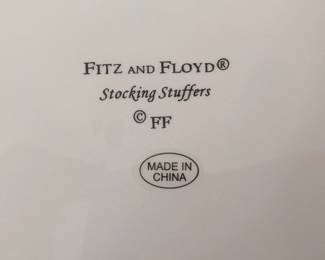 FITZ AND FLOYD®
Stocking Stuffers
© FF
MADE IN
CHINA